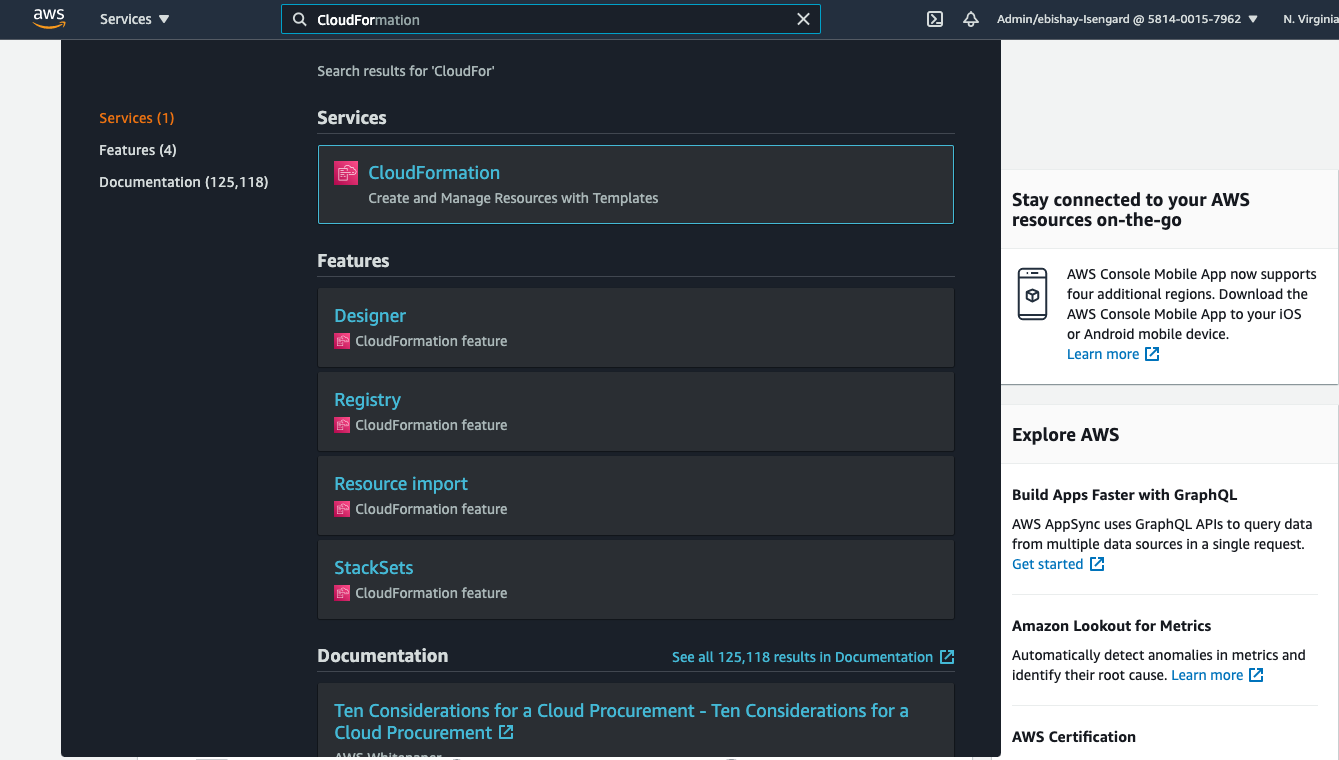 aws
Services
CloudFormation
Admin/ebishay-Isengard @ 5814-0015-7962
N. Virginia
Search results for 'CloudFor'
Services (1)
Features (4)
Documentation (125,118)
Services
CloudFormation
Create and Manage Resources with Templates
Features
Designer
CloudFormation feature
Registry
CloudFormation feature
Resource import
CloudFormation feature
StackSets
CloudFormation feature
Documentation
See all 125,118 results in Documentation
Ten Considerations for a Cloud Procurement - Ten Considerations for a
Cloud Procurement
AWS Whitepaper
Stay connected to your AWS
resources on-the-go
AWS Console Mobile App now supports
four additional regions. Download the
AWS Console Mobile App to your iOS
or Android mobile device.
Learn more
Explore AWS
Build Apps Faster with GraphQL
AWS AppSync uses GraphQL APIs to query data
from multiple data sources in a single request.
Get started
Amazon Lookout for Metrics
Automatically detect anomalies in metrics and
identify their root cause. Learn more
AWS Certification